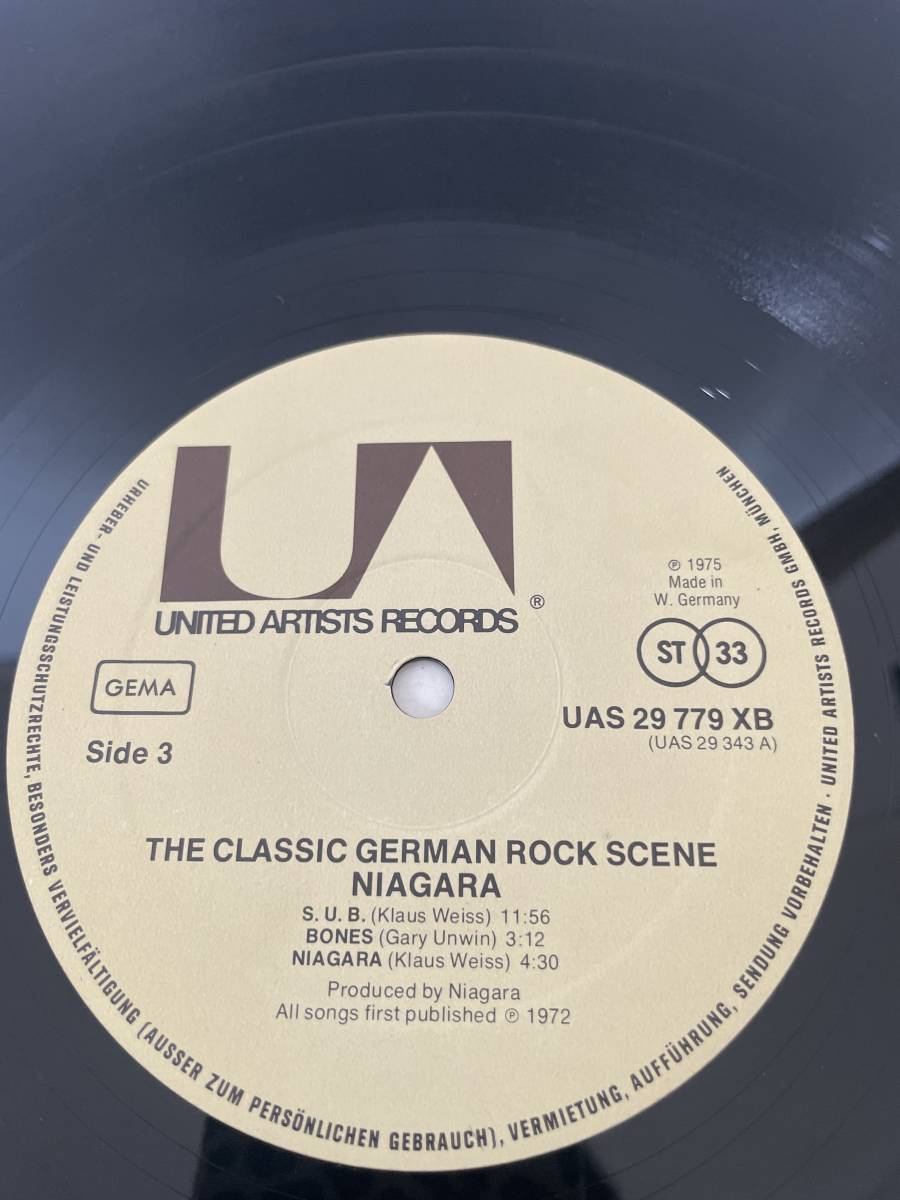 UA
UNITED ARTISTS RECORDS ®
℗ 1975
Made in
W. Germany
ST 33
GEMA
Side 3
UAS 29 779 XB
(UAS 29 343 A)
THE CLASSIC GERMAN ROCK SCENE
NIAGARA
S. U. B. (Klaus Weiss) 11:56
BONES (Gary Unwin) 3:12
NIAGARA (Klaus Weiss) 4:30
Produced by Niagara
All songs first published ℗ 1972
URHEBER- UND LEISTUNGSSCHUTZRECHTE, BESONDERS VERVIELFÄLTIGUNG (AUSSER ZUM PERSÖNLICHEN GEBRAUCH), VERMIETUNG, AUFFÜHRUNG, SENDUNG VORBEHALTEN · UNITED ARTISTS RECORDS GMBH, MÜNCHEN